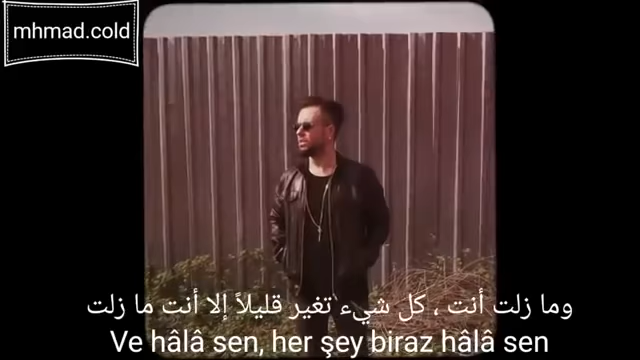 mhmad.cold
وما زلت أنت ، كل شيء تغير قليلاً إلا أنت ما زلت
Ve hâlâ sen, her şey biraz hâlâ sen